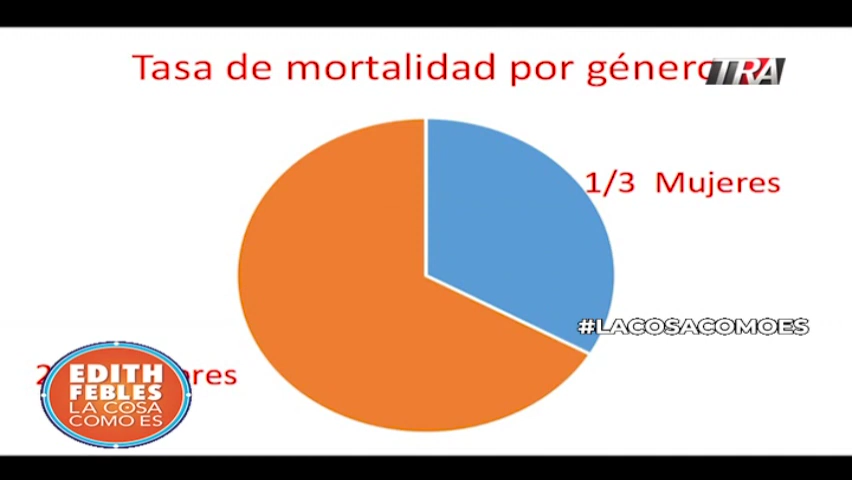 Tasa de mortalidad por género
TRA
1/3 Mujeres
#LACOSACOMOES
EDITH
FEBLES
LA COSA
COMO ES